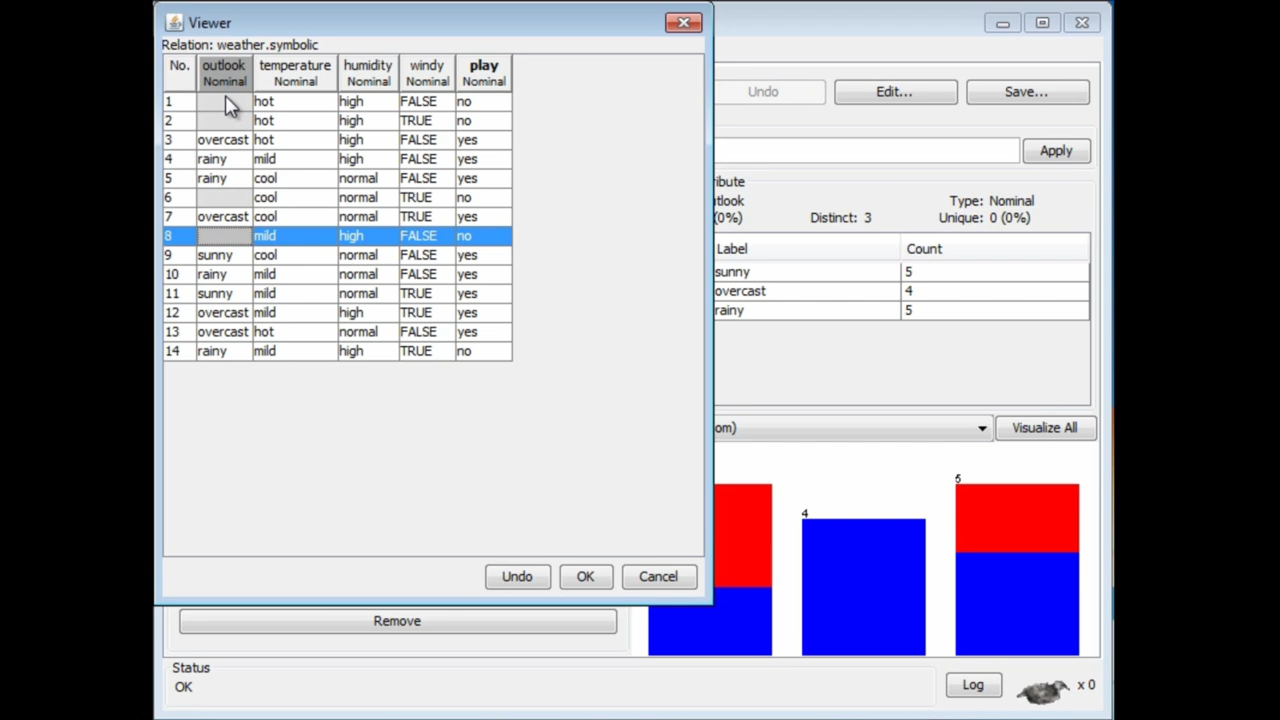 Viewer
Relation: weather.symbolic
No. outlook temperature humidity windy play
Nominal Nominal Nominal Nominal Nominal
1 hot high FALSE no
2 hot high TRUE no
3 overcast hot high FALSE yes
4 rainy mild high FALSE yes
5 rainy cool normal FALSE yes
6 cool normal TRUE no
7 overcast cool normal TRUE yes
8 mild high FALSE no
9 sunny cool normal FALSE yes
10 rainy mild normal FALSE yes
11 sunny mild normal TRUE yes
12 overcast mild high TRUE yes
13 overcast hot normal FALSE yes
14 rainy mild high TRUE no
Undo OK Cancel
Undo Edit... Save...
Apply
ibute
utlook Type: Nominal
(0%) Distinct: 3 Unique: 0 (0%)
Label Count
sunny 5
overcast 4
rainy 5
om) Visualize All
4 5
Remove
Status
OK Log x 0